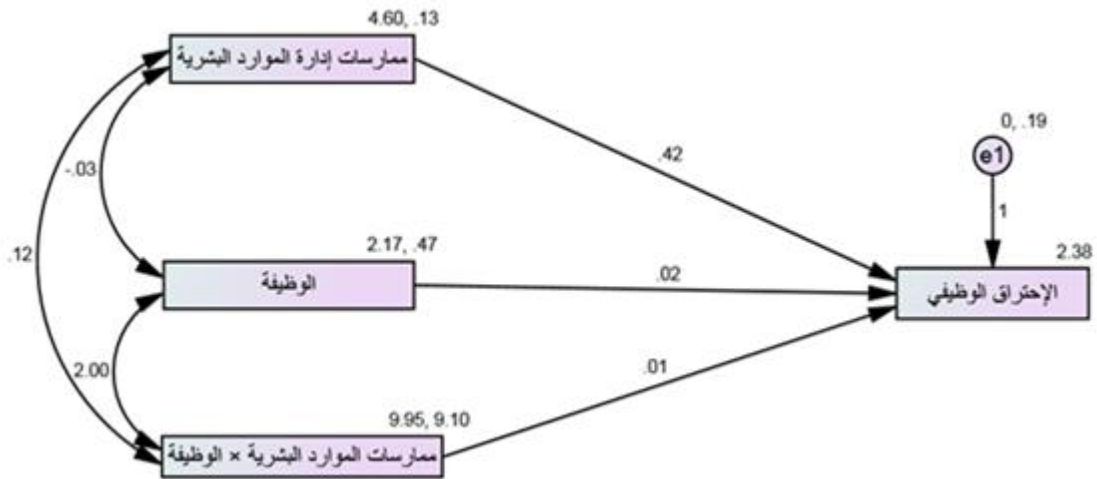 4.60, .13
ممارسات إدارة الموارد البشرية
.42
0, .19
e1
-.03
1
.12
2.17, .47
2.38
الوظيفة
.02
الإحتراق الوظيفي
2.00
.01
9.95, 9.10
ممارسات الموارد البشرية × الوظيفة